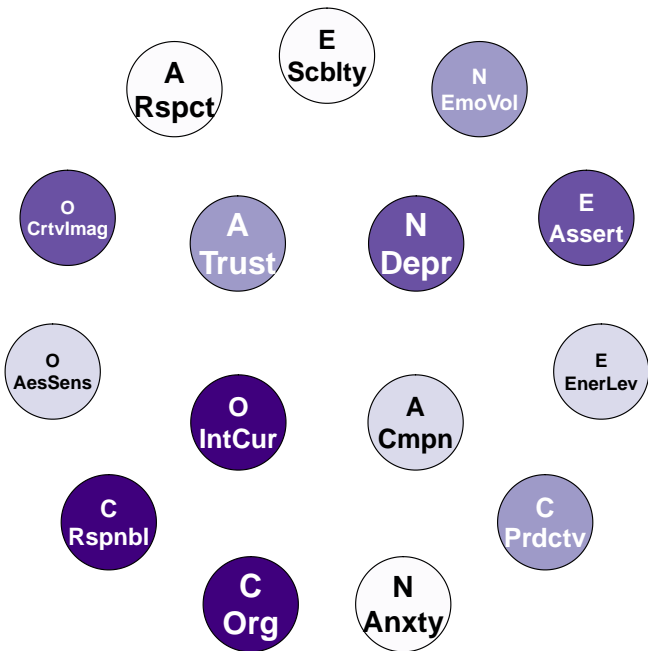 E
Scblty
A
Rspct
N
EmoVol
O
CrtvImag
A
Trust
N
Depr
E
Assert
O
AesSens
E
EnerLev
O
IntCur
A
Cmpn
C
Rspnbl
C
Prdctv
C
Org
N
Anxty